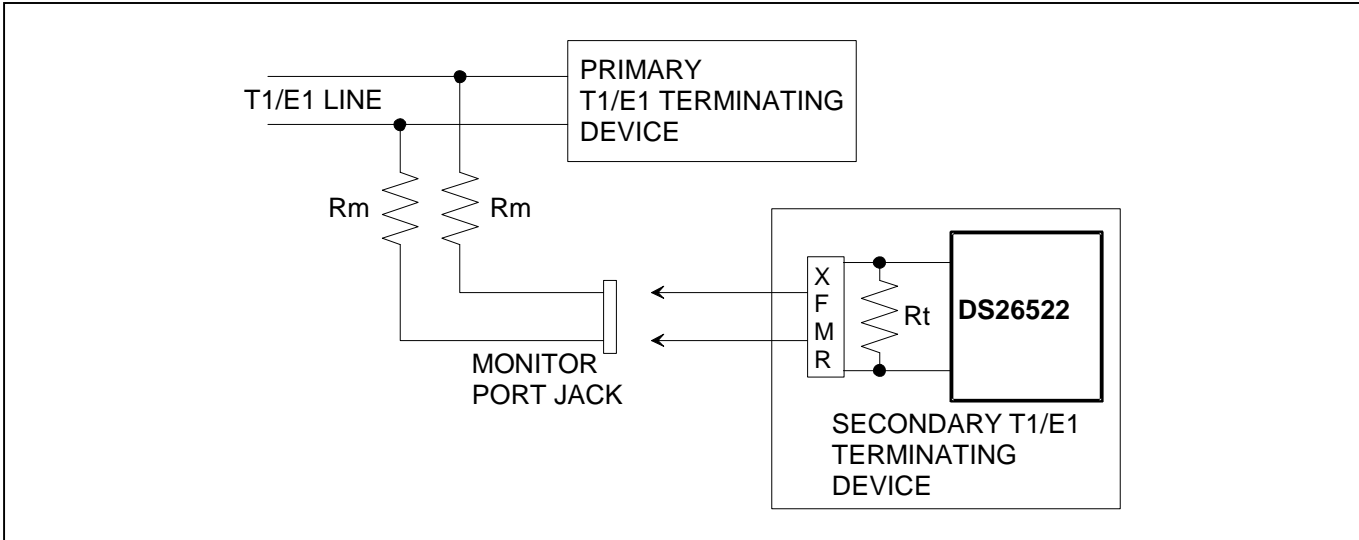 PRIMARY
T1/E1 TERMINATING
DEVICE
T1/E1 LINE
Rm
Rm
X
F
M
R
Rt
DS26522
MONITOR
PORT JACK
SECONDARY T1/E1
TERMINATING
DEVICE